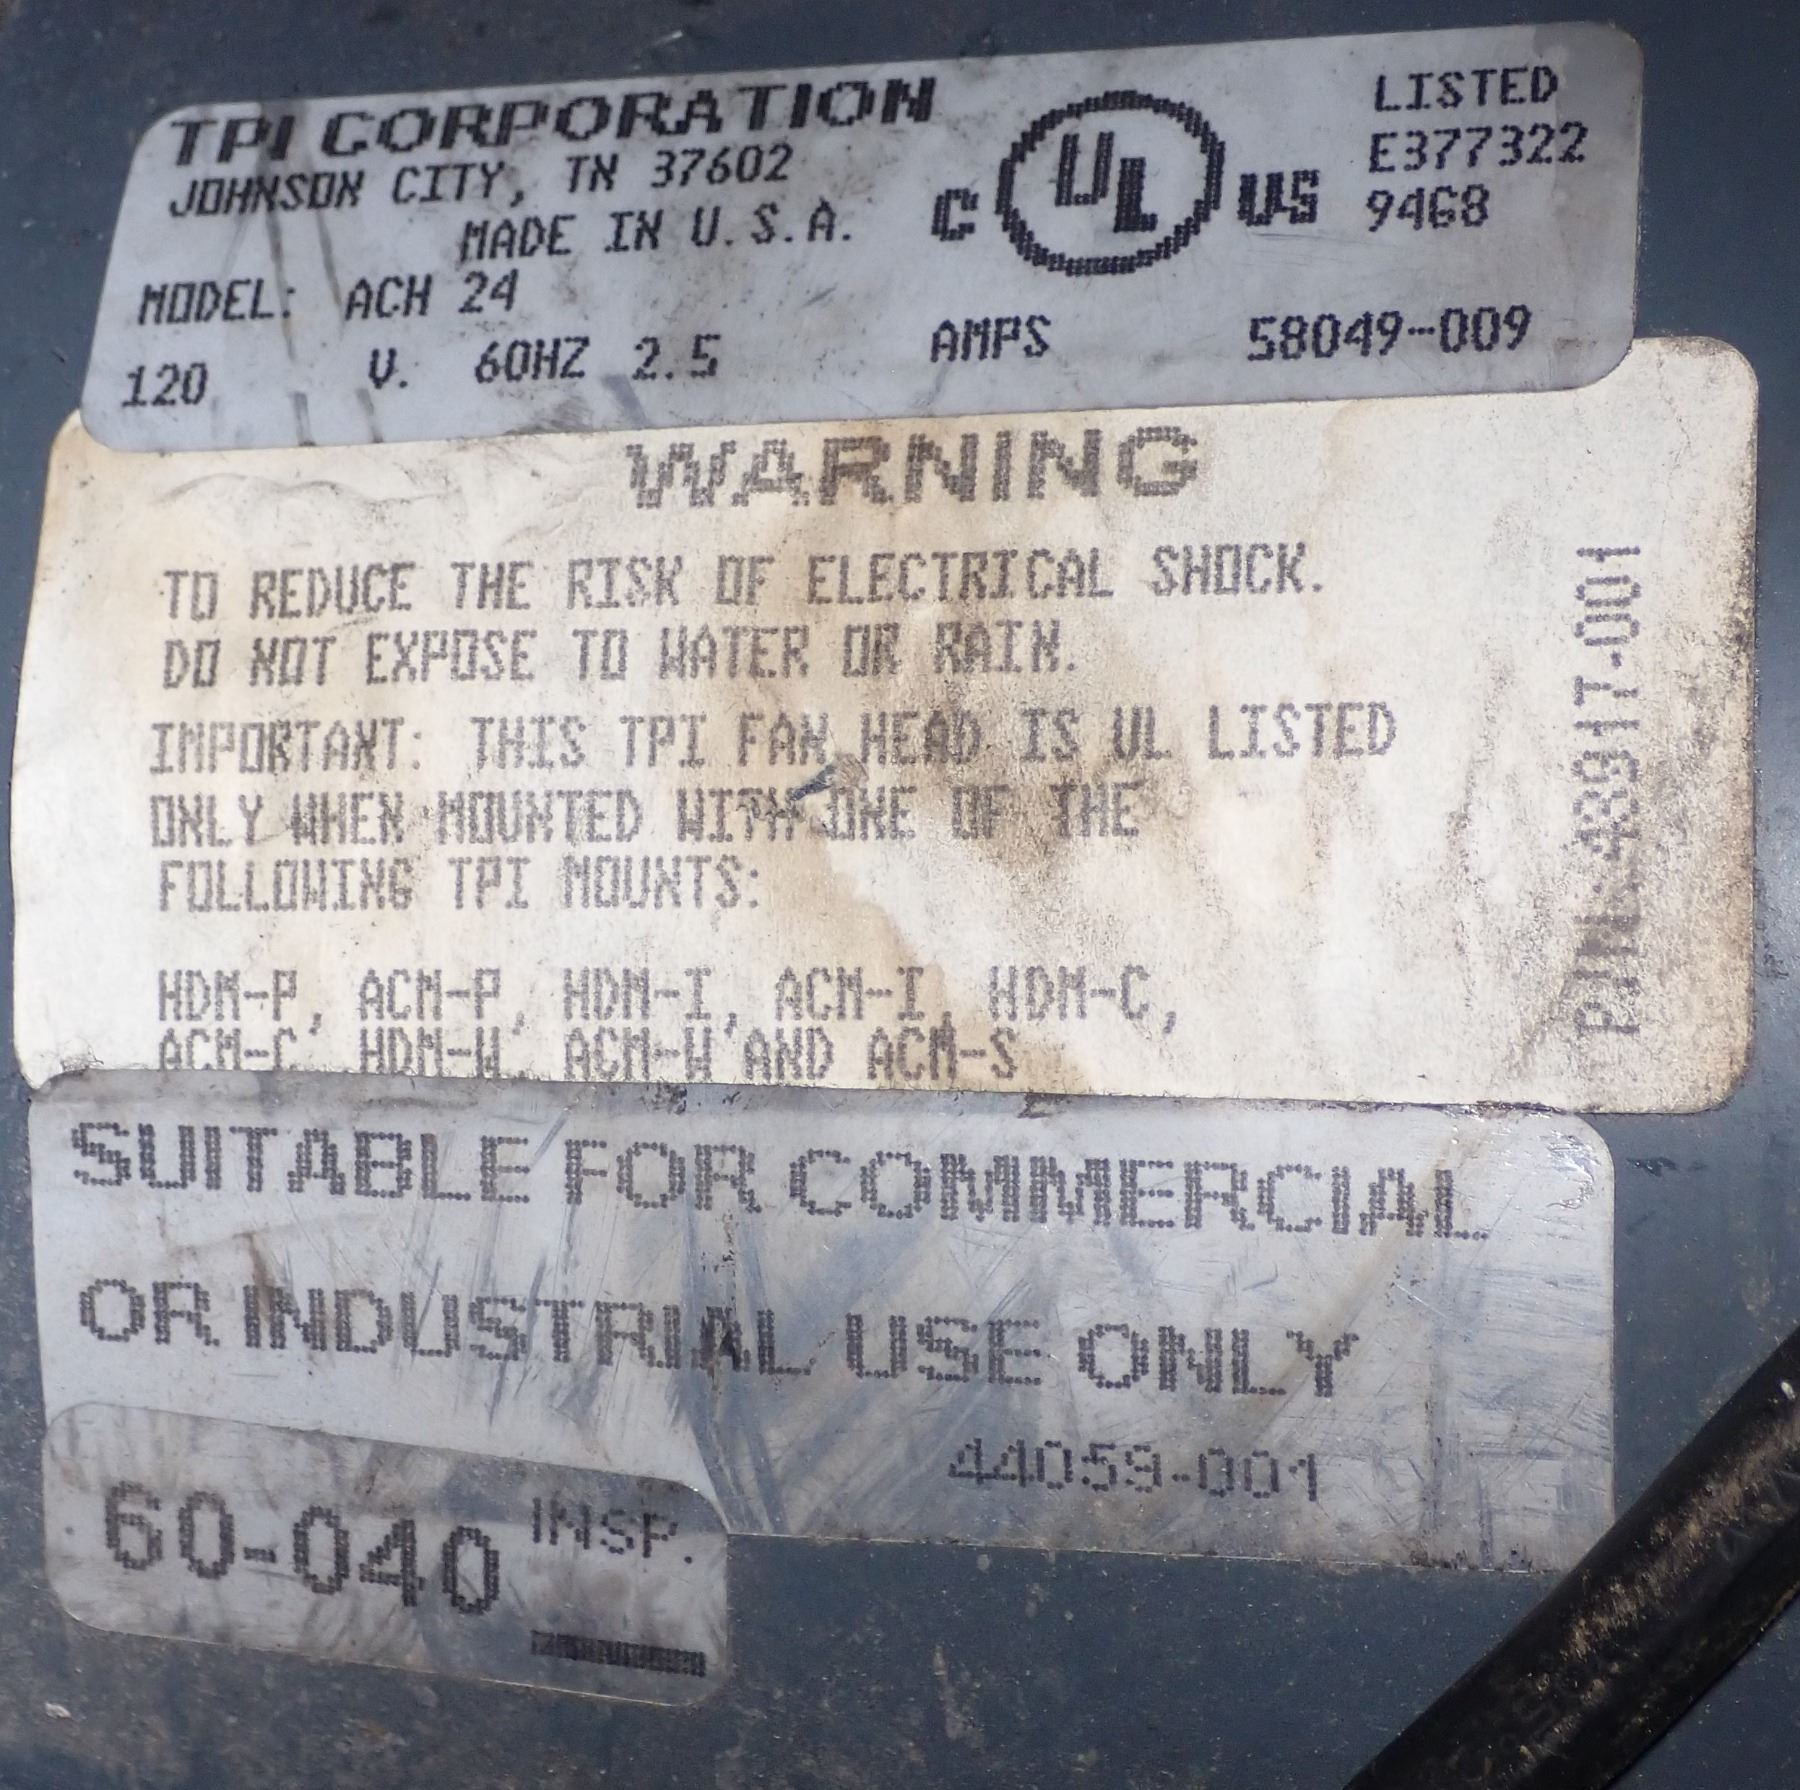 TPI CORPORATION
JOHNSON CITY, TN 37602
MADE IN U.S.A.
MODEL: ACH 24
120 V. 60HZ 2.5 AMPS 58049-009
C UL US
LISTED
E377322
9468
WARNING
TO REDUCE THE RISK OF ELECTRICAL SHOCK.
DO NOT EXPOSE TO WATER OR RAIN.
IMPORTANT: THIS TPI FAN HEAD IS UL LISTED
ONLY WHEN MOUNTED WITH ONE OF THE
FOLLOWING TPI MOUNTS:
HDM-P, ACM-P, HDM-I, ACM-I, HDM-C,
ACM-C, HDM-W, ACM-W AND ACM-S
SUITABLE FOR COMMERCIAL
OR INDUSTRIAL USE ONLY
44059-001
60-040 INSP.